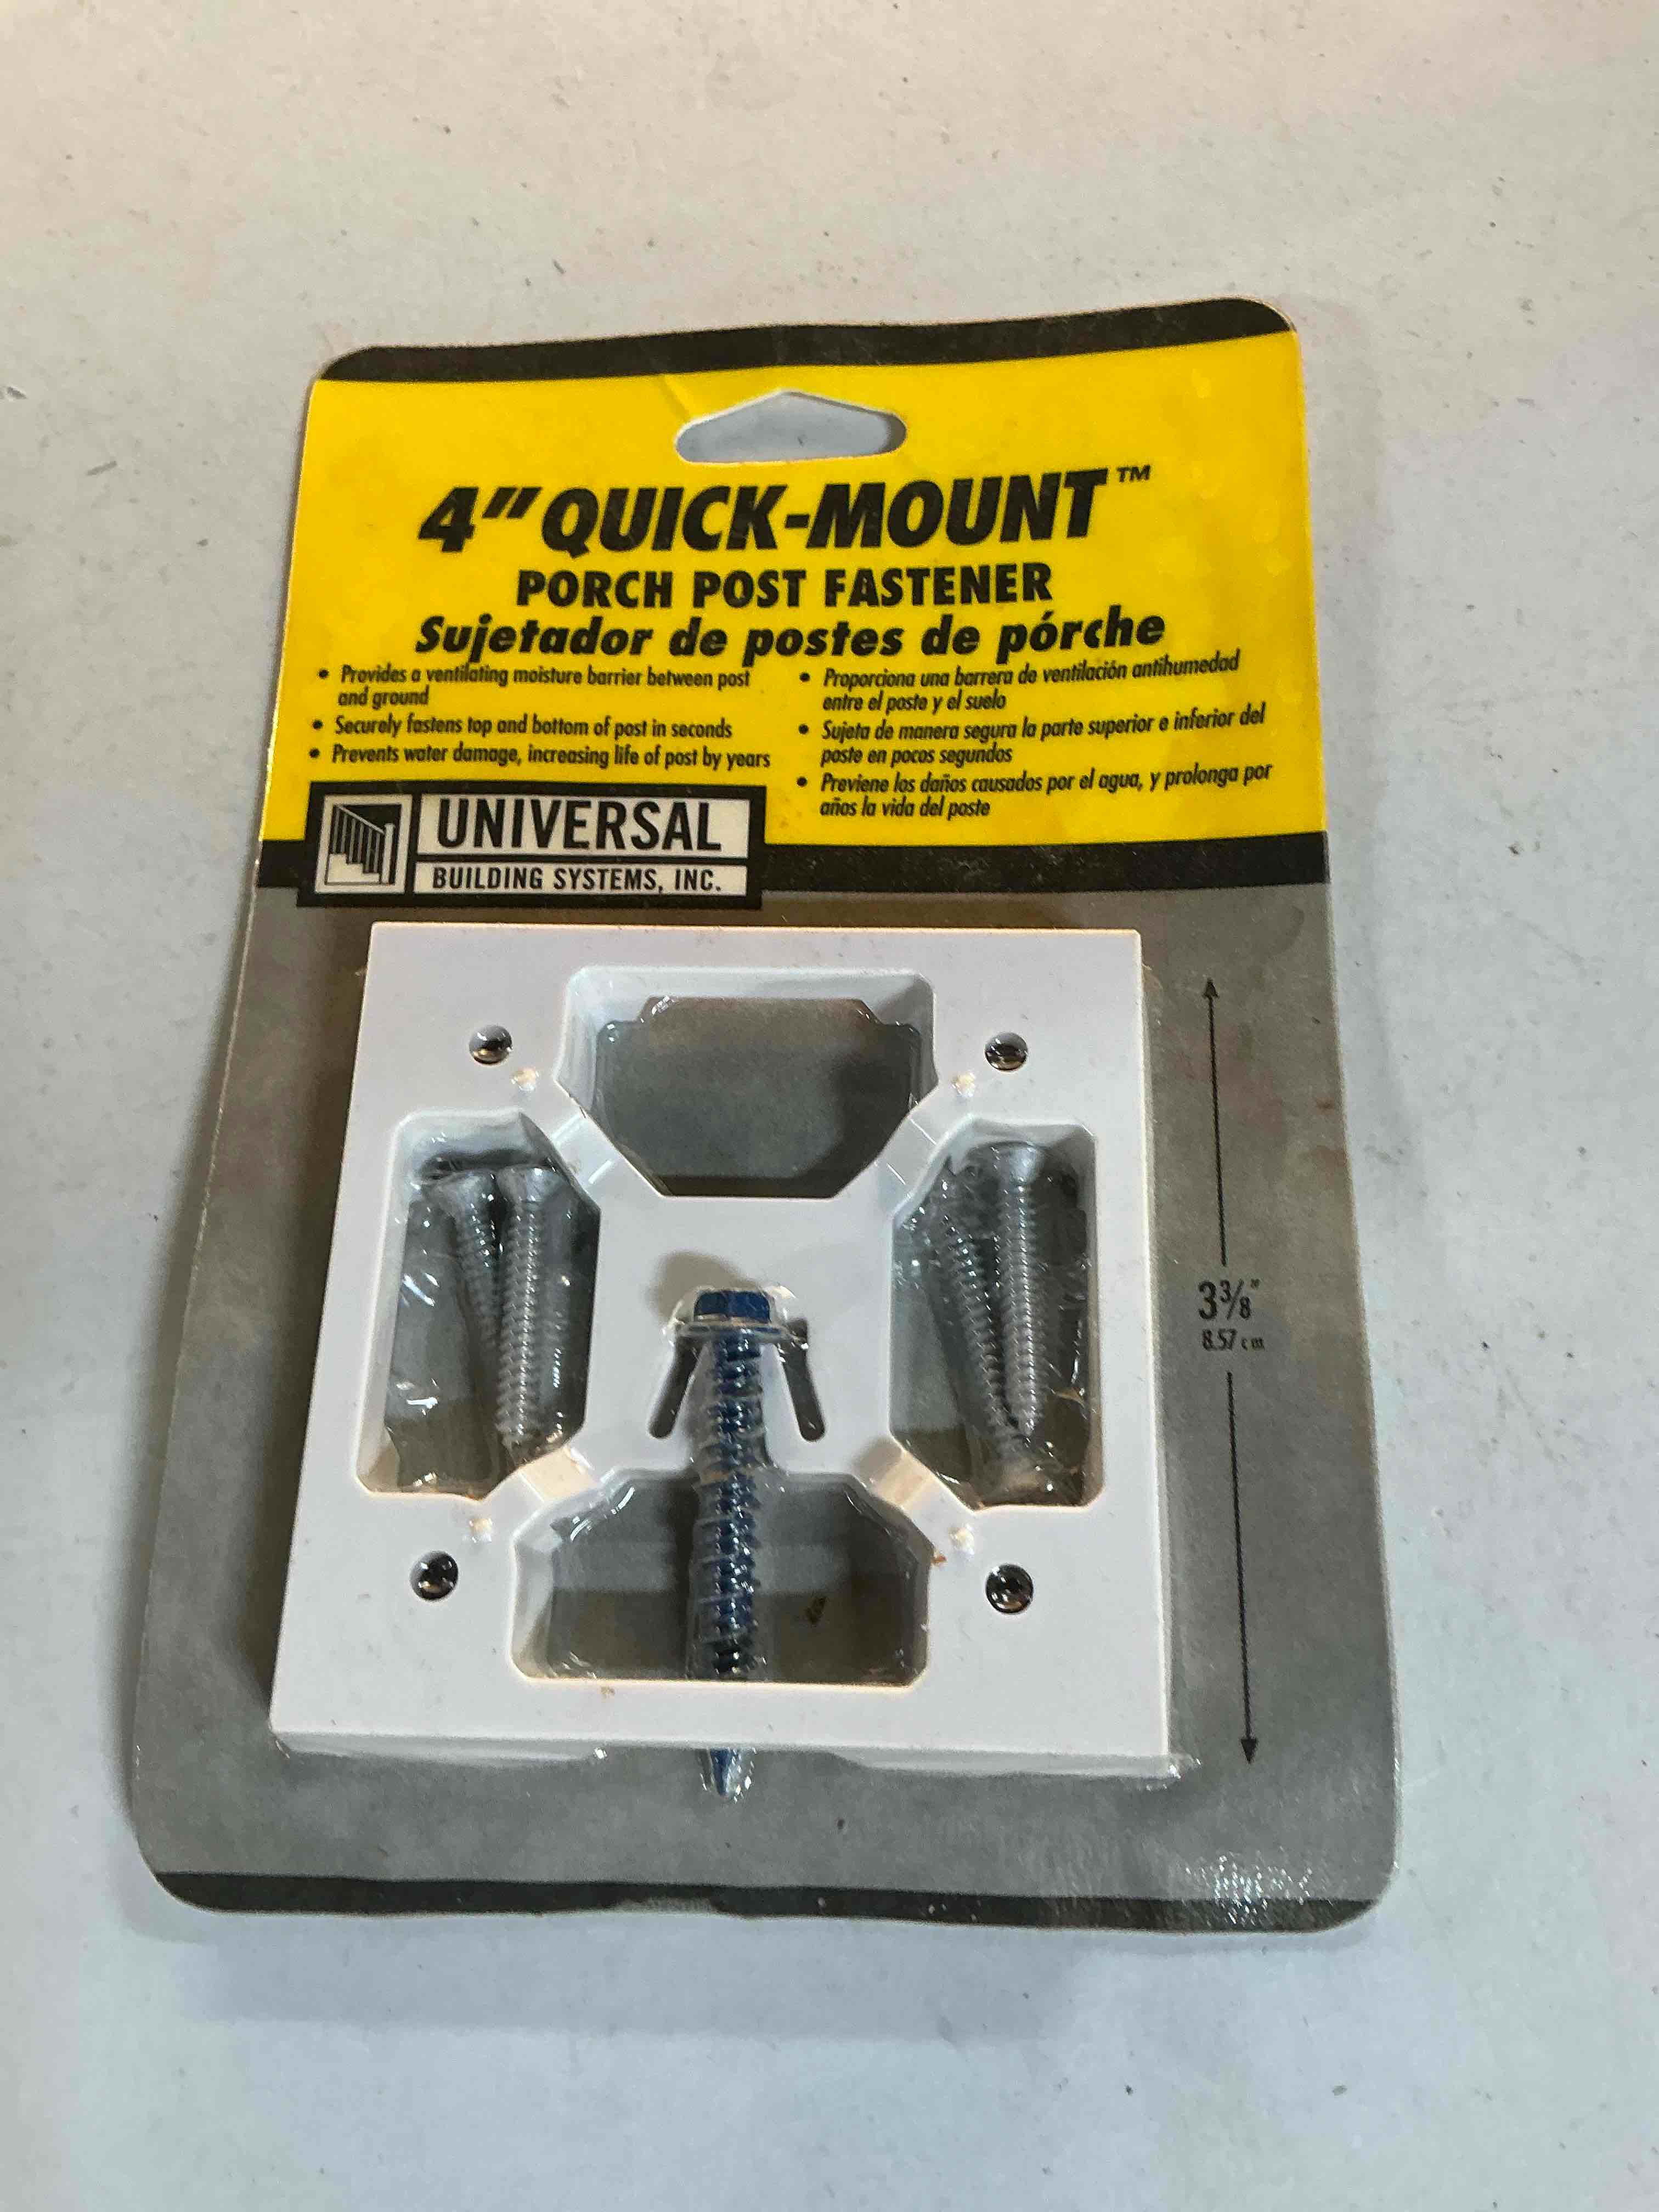 4" QUICK-MOUNT™
PORCH POST FASTENER
Sujetador de postes de pórche
• Provides a ventilating moisture barrier between post
and ground
• Securely fastens top and bottom of post in seconds
• Prevents water damage, increasing life of post by years
• Proporciona una barrera de ventilación antihumedad
entre el poste y el suelo
• Sujeta de manera segura la parte superior e inferior del
poste en pocos segundos
• Previene los daños causados por el agua, y prolonga por
años la vida del poste
UNIVERSAL
BUILDING SYSTEMS, INC.
3⅜"
8.57 cm